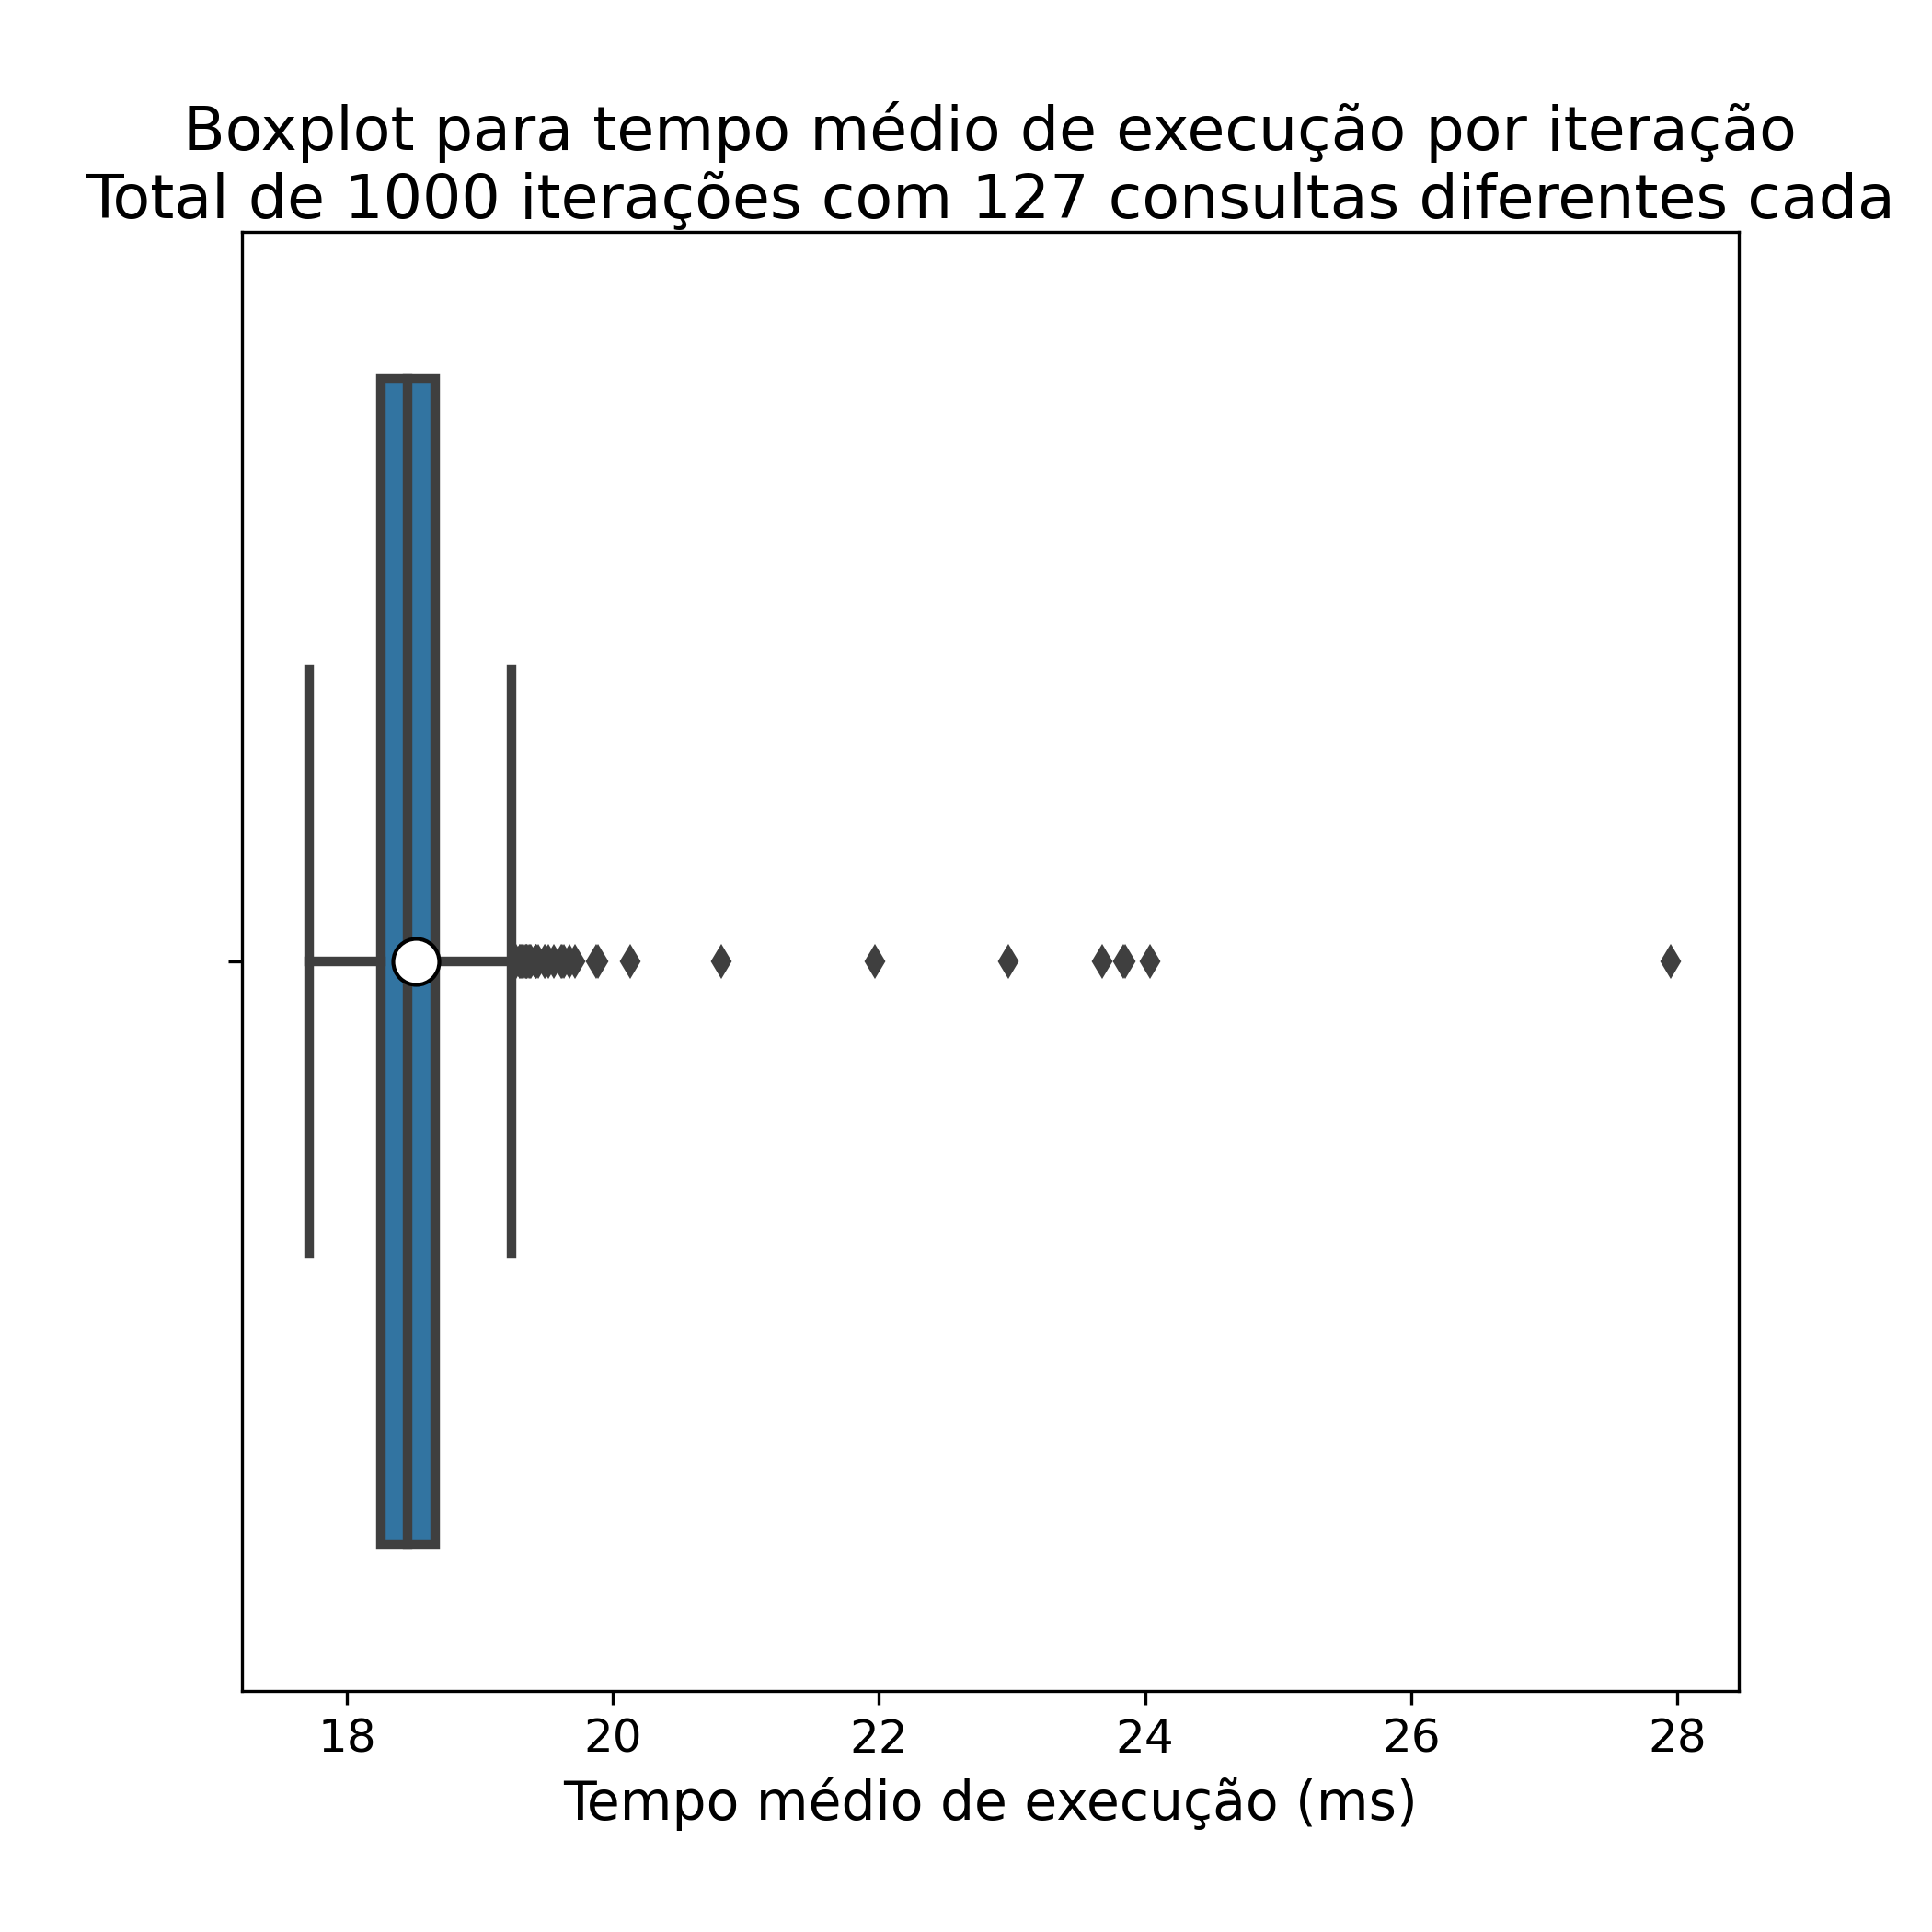 Boxplot para tempo médio de execução por iteração
Total de 1000 iterações com 127 consultas diferentes cada
18 20 22 24 26 28
Tempo médio de execução (ms)